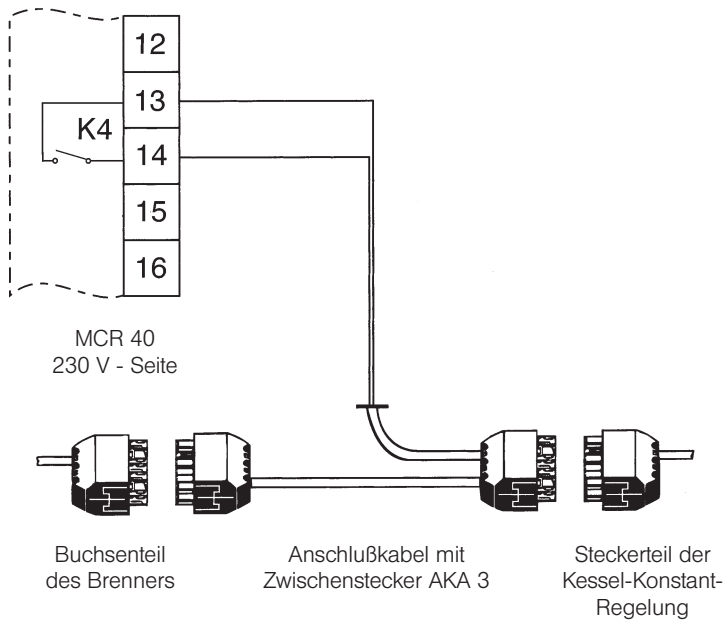 12
13
K4
14
15
16
MCR 40
230 V - Seite
Buchsenteil
des Brenners
Anschlußkabel mit
Zwischenstecker AKA 3
Steckerteil der
Kessel-Konstant-
Regelung